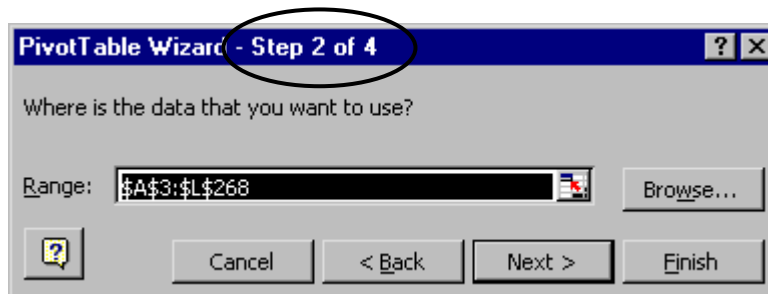 PivotTable Wizard - Step 2 of 4
Where is the data that you want to use?
Range: $A$3:$L$268 Browse...
Cancel < Back Next > Finish